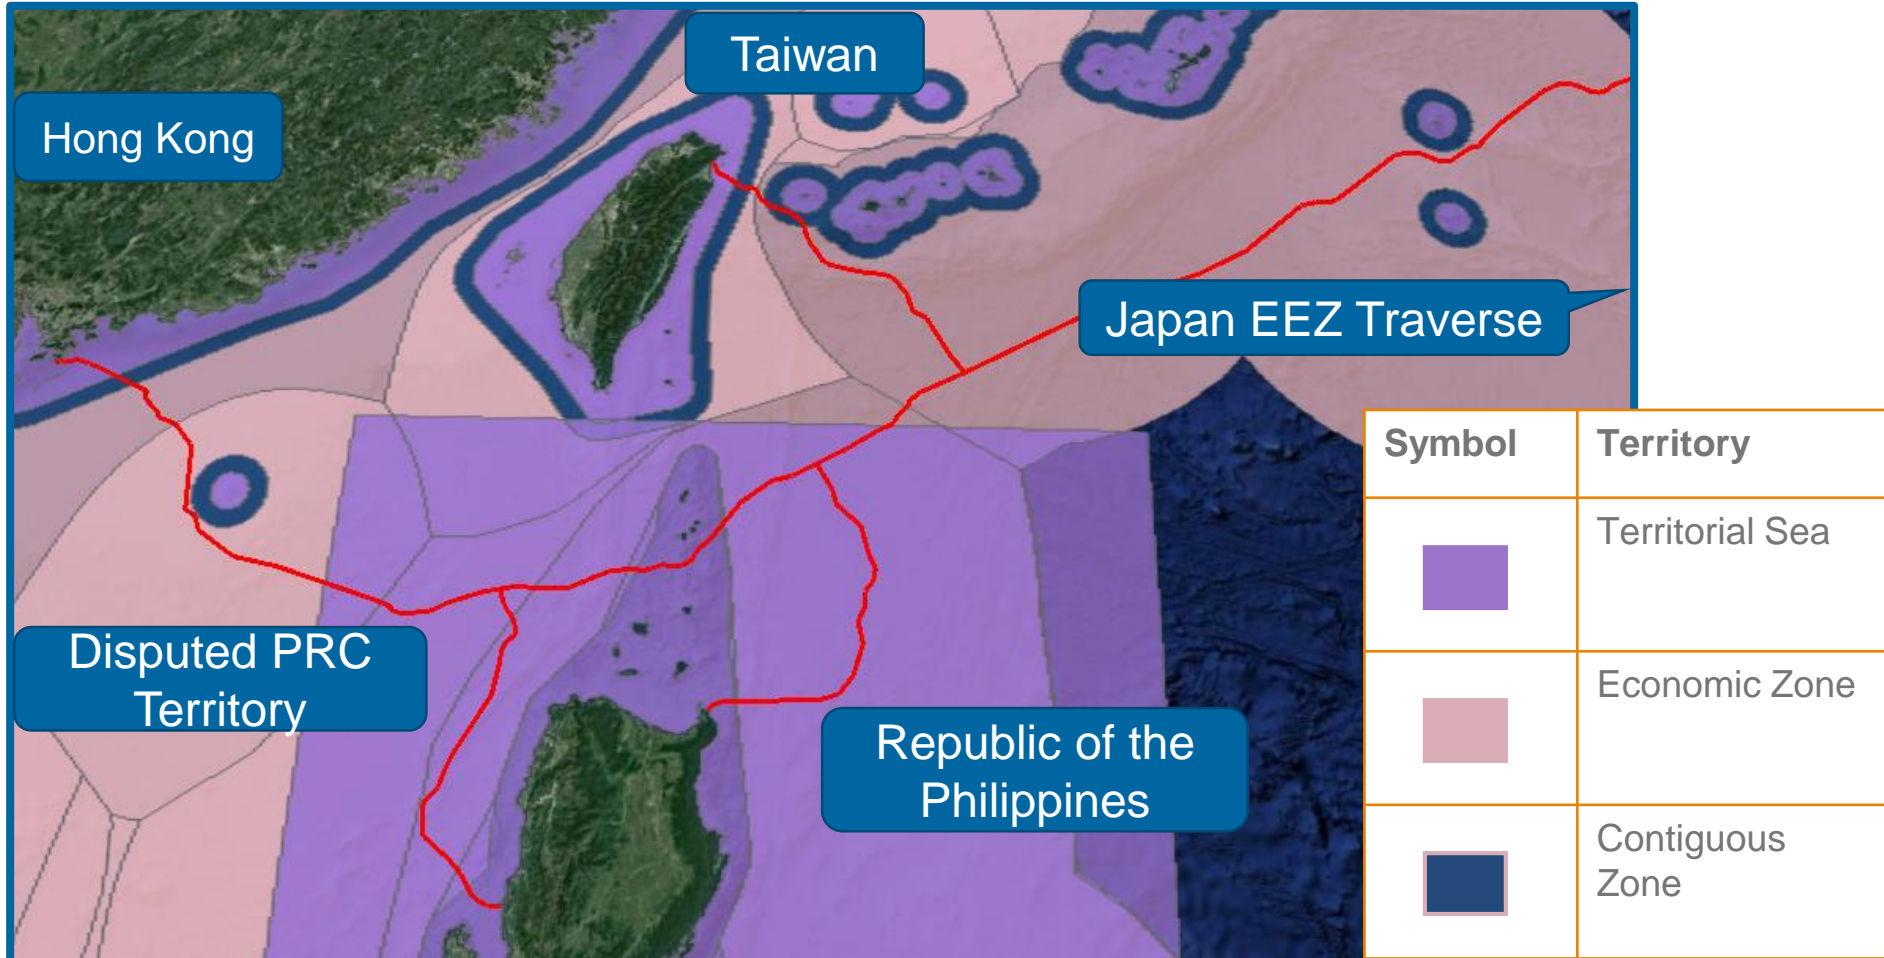 Taiwan
Hong Kong
Japan EEZ Traverse
Disputed PRC
Territory
Republic of the
Philippines
Symbol Territory
Territorial Sea
Economic Zone
Contiguous
Zone